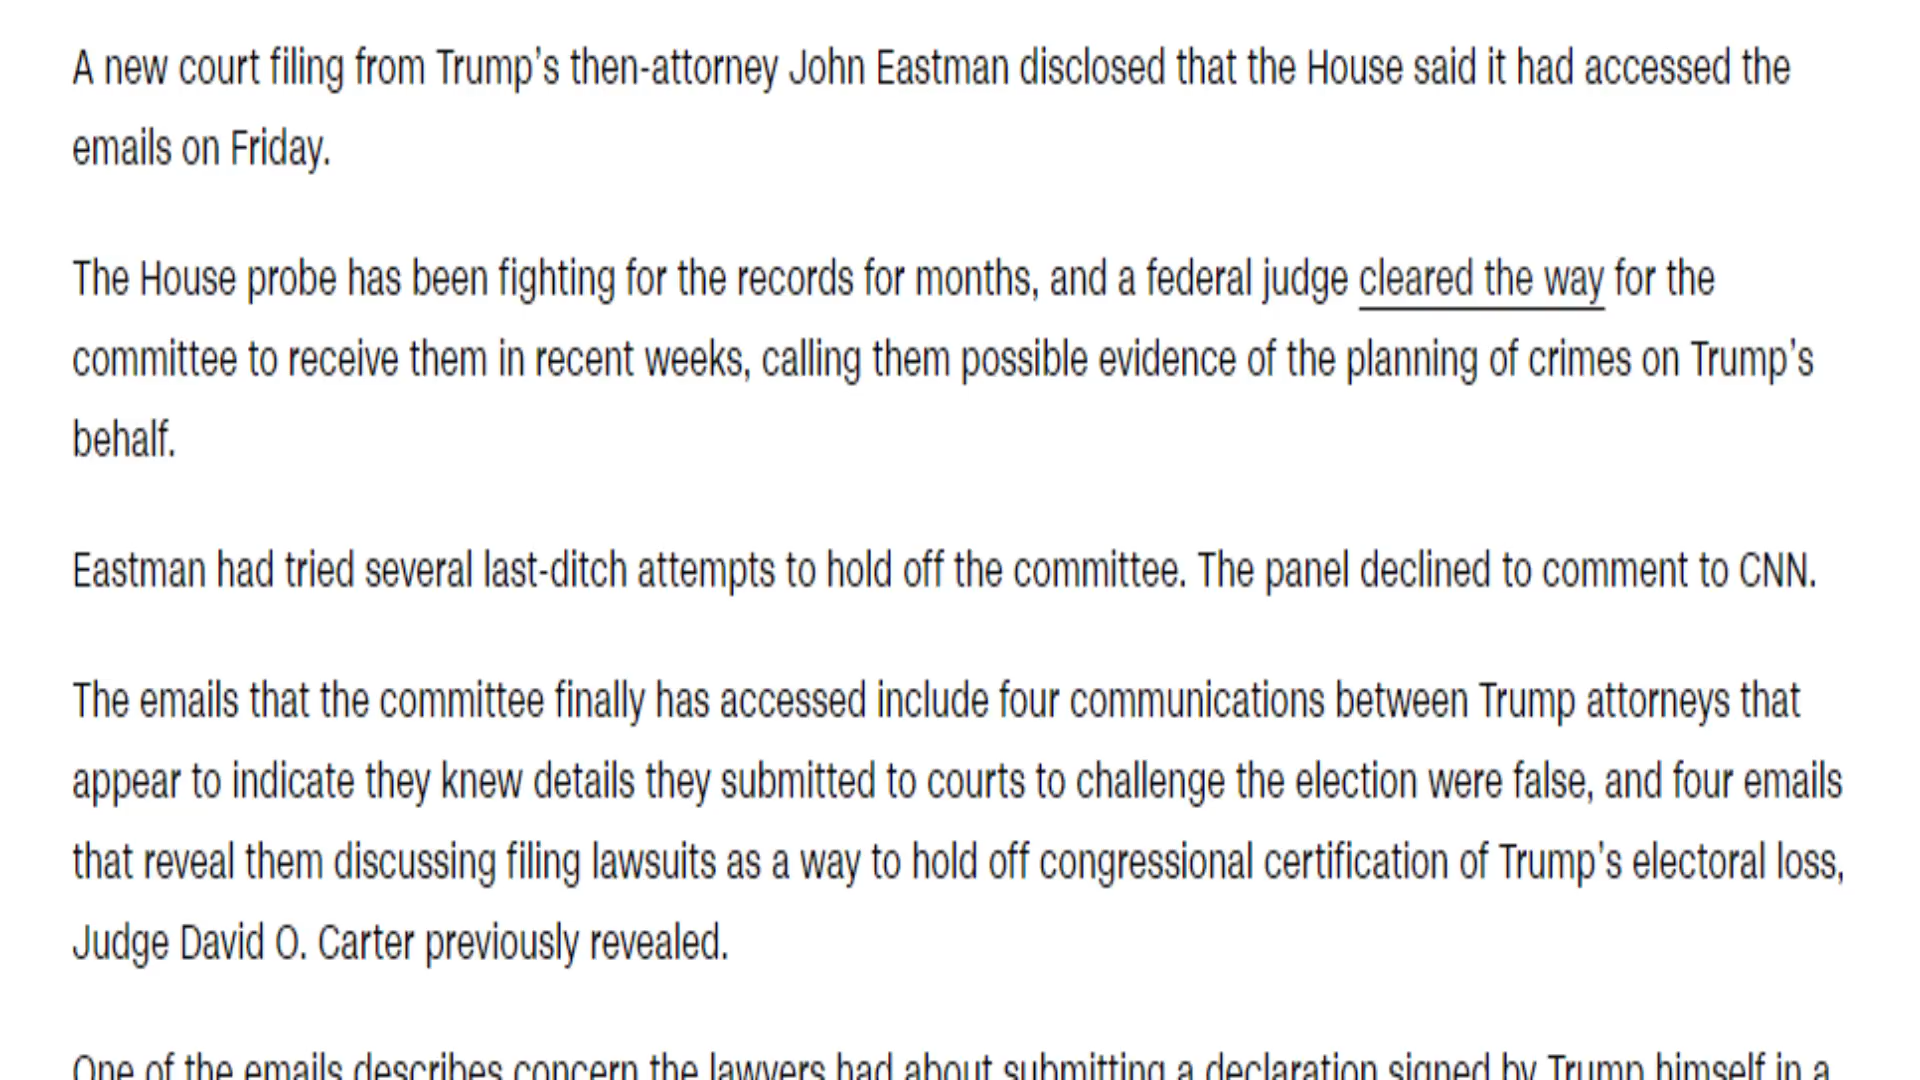 A new court filing from Trump’s then-attorney John Eastman disclosed that the House said it had accessed the
emails on Friday.
The House probe has been fighting for the records for months, and a federal judge cleared the way for the
committee to receive them in recent weeks, calling them possible evidence of the planning of crimes on Trump’s
behalf.
Eastman had tried several last-ditch attempts to hold off the committee. The panel declined to comment to CNN.
The emails that the committee finally has accessed include four communications between Trump attorneys that
appear to indicate they knew details they submitted to courts to challenge the election were false, and four emails
that reveal them discussing filing lawsuits as a way to hold off congressional certification of Trump’s electoral loss,
Judge David O. Carter previously revealed.
One of the emails describes concern the lawyers had about submitting a declaration signed by Trump himself in a